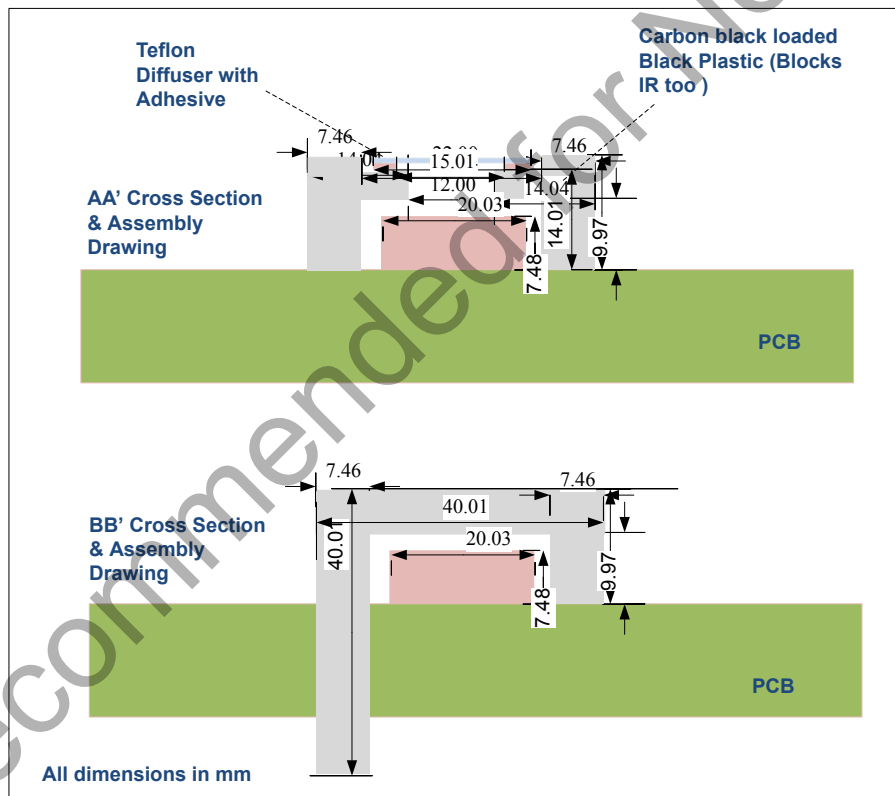 Teflon
Diffuser with
Adhesive
Carbon black loaded
Black Plastic (Blocks
IR too )
7.46
7.46
15.01
12.00
14.04
20.03
14.01
9.97
7.48
AA' Cross Section
& Assembly
Drawing
PCB
7.46
7.46
40.01
40.01
20.03
9.97
7.48
BB' Cross Section
& Assembly
Drawing
PCB
All dimensions in mm
ecommended for N